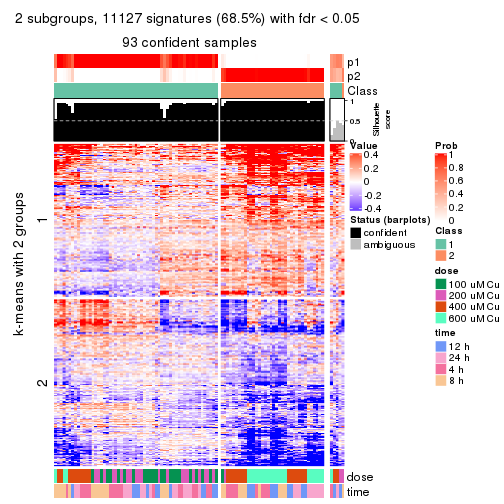 2 subgroups, 11127 signatures (68.5%) with fdr < 0.05
93 confident samples
p1
p2
Class
1
0.5
0
Silhouette
score
k-means with 2 groups
1
2
dose
time
Value
0.4
0.2
0
-0.2
-0.4
Status (barplots)
confident
ambiguous
Prob
1
0.8
0.6
0.4
0.2
0
Class
1
2
dose
100 uM Cu
200 uM Cu
400 uM Cu
600 uM Cu
time
12 h
24 h
4 h
8 h